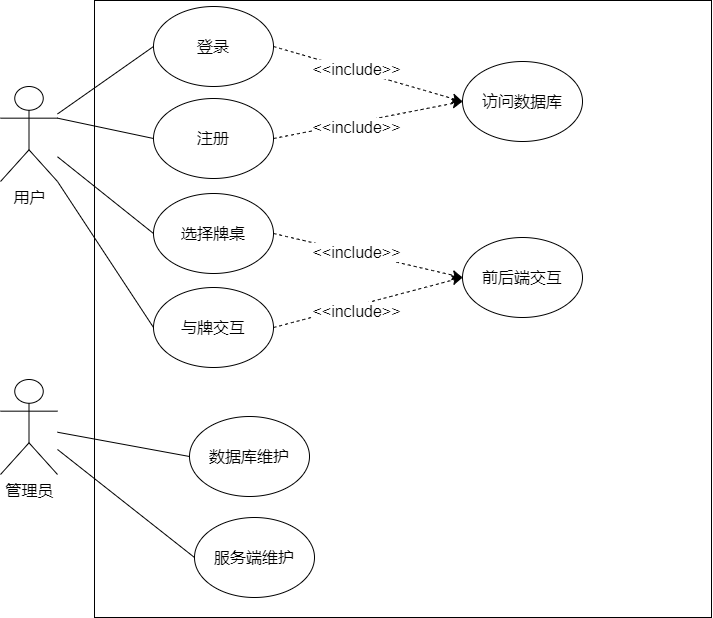 登录
<<include>>
访问数据库
<<include>>
注册
用户
选择牌桌
<<include>>
前后端交互
<<include>>
与牌交互
数据库维护
管理员
服务端维护